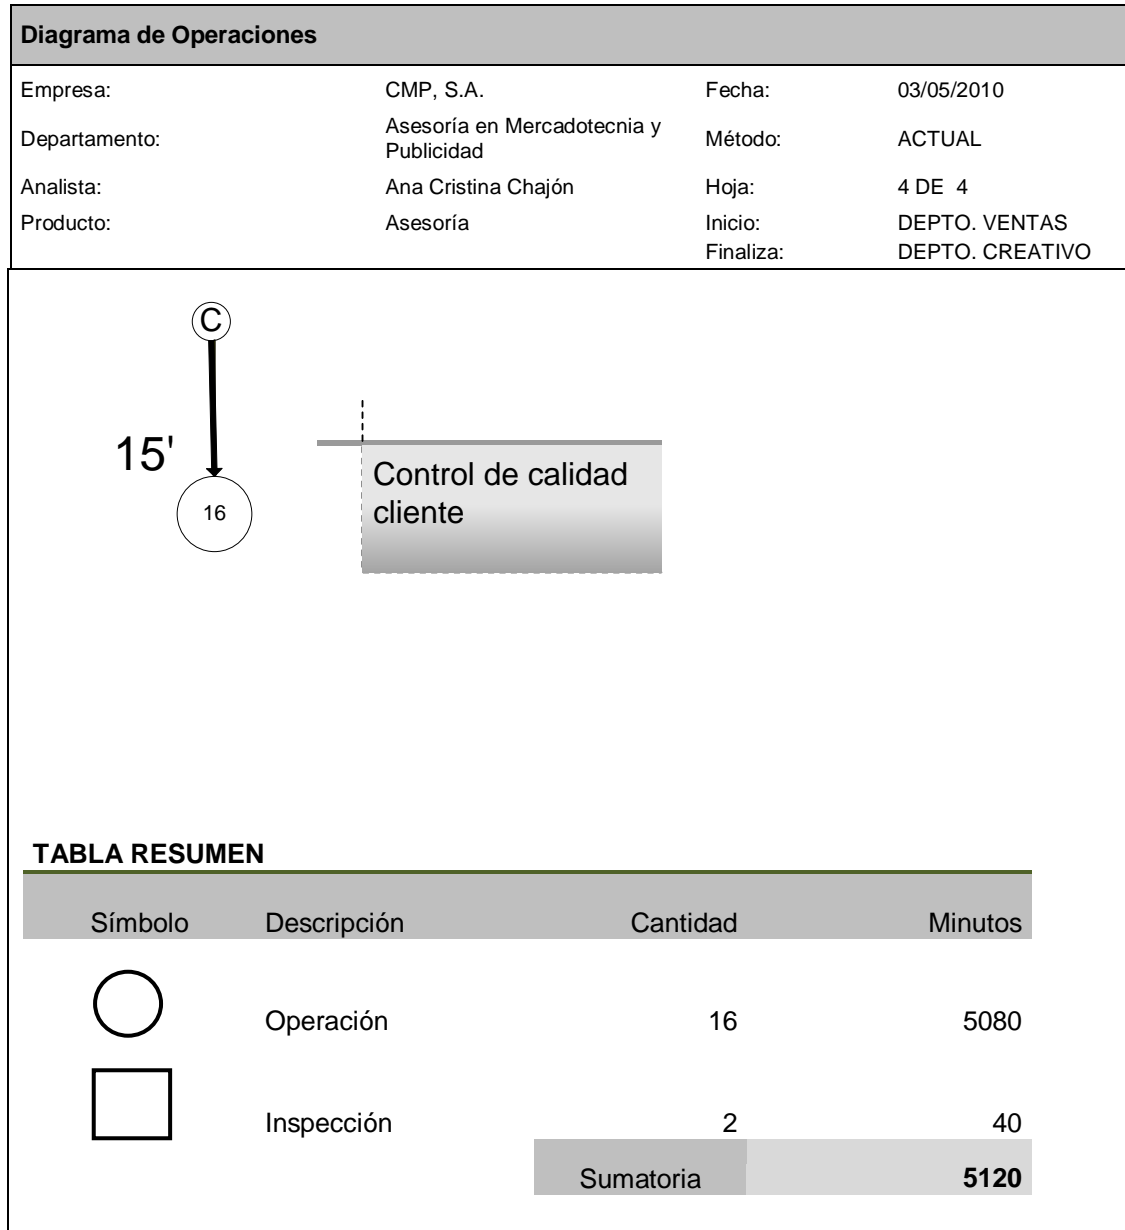 Diagrama de Operaciones
Empresa: CMP, S.A. Fecha: 03/05/2010
Departamento: Asesoría en Mercadotecnia y Publicidad Método: ACTUAL
Analista: Ana Cristina Chajón Hoja: 4 DE 4
Producto: Asesoría Inicio: DEPTO. VENTAS
Finaliza: DEPTO. CREATIVO
C
15'
16
Control de calidad
cliente
TABLA RESUMEN
Símbolo Descripción Cantidad Minutos
Operación 16 5080
Inspección 2 40
Sumatoria 5120